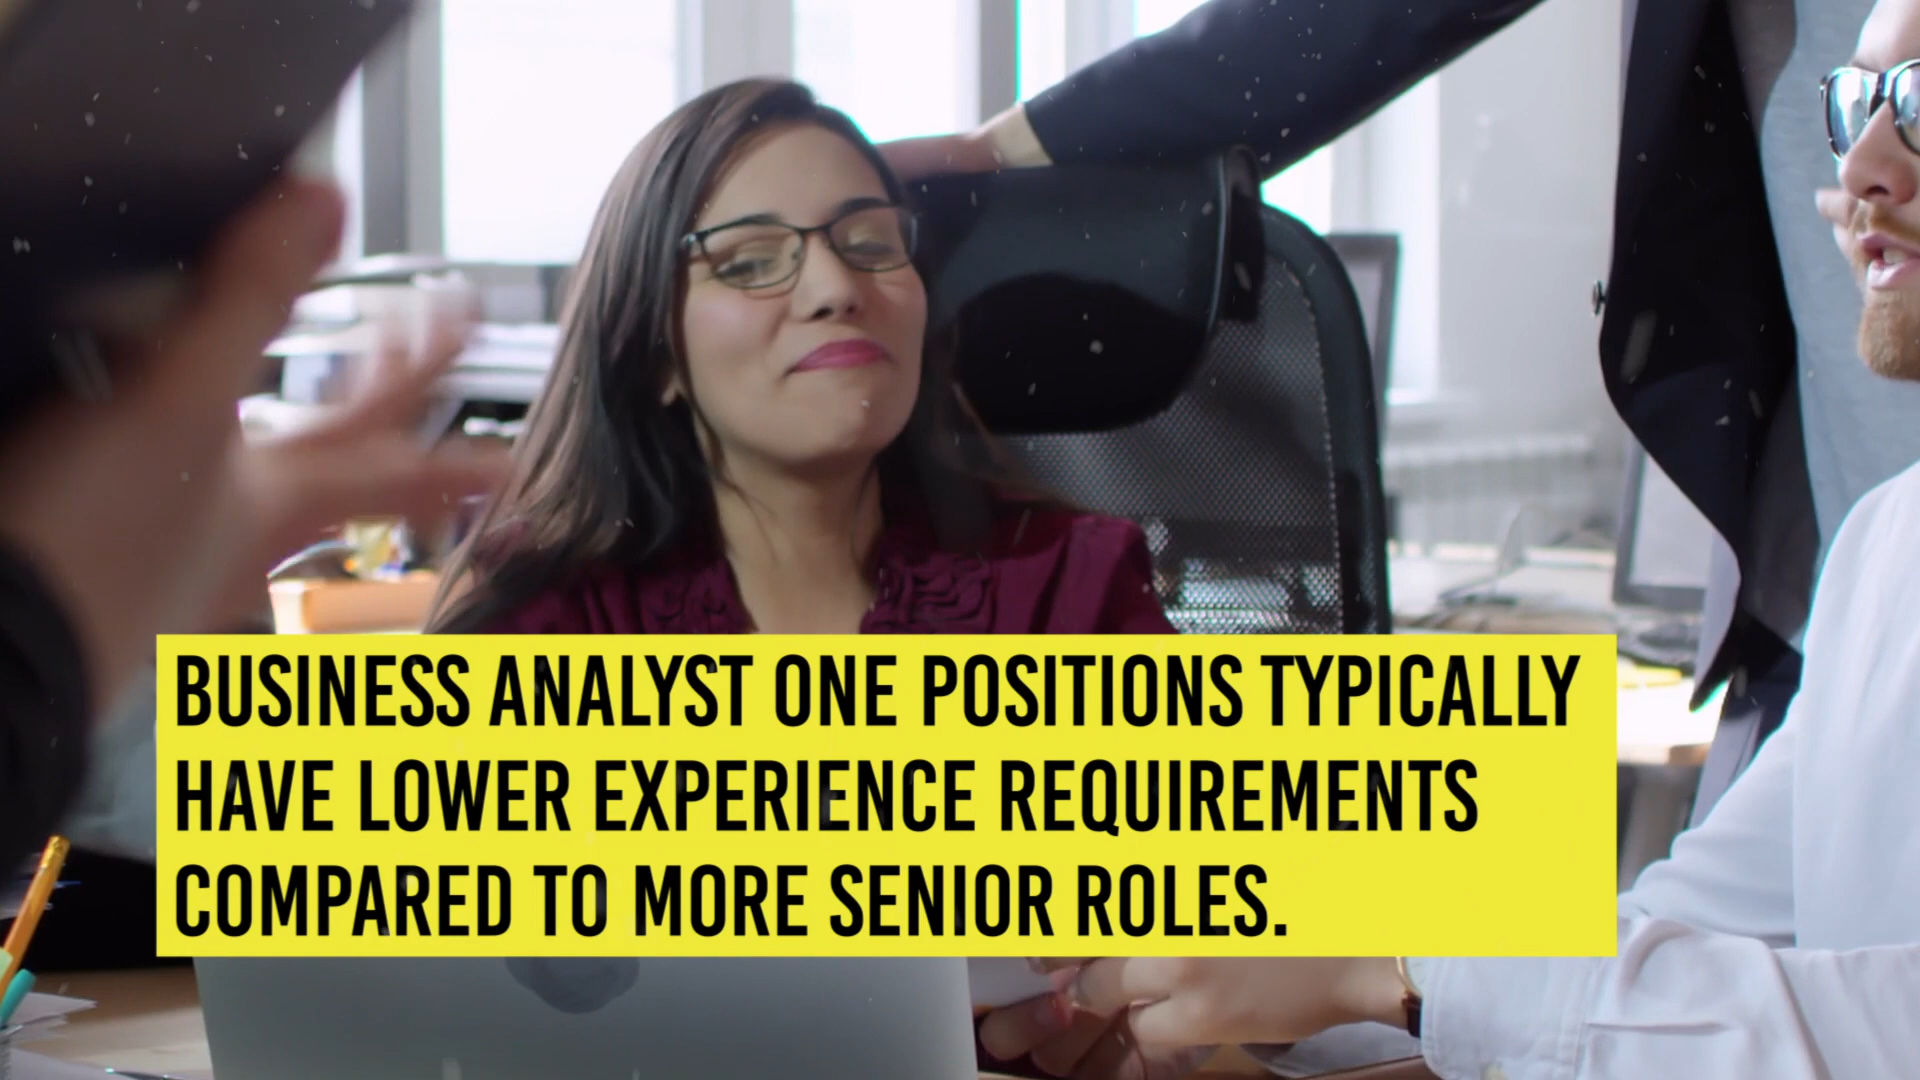 BUSINESS ANALYST ONE POSITIONS TYPICALLY
HAVE LOWER EXPERIENCE REQUIREMENTS
COMPARED TO MORE SENIOR ROLES.